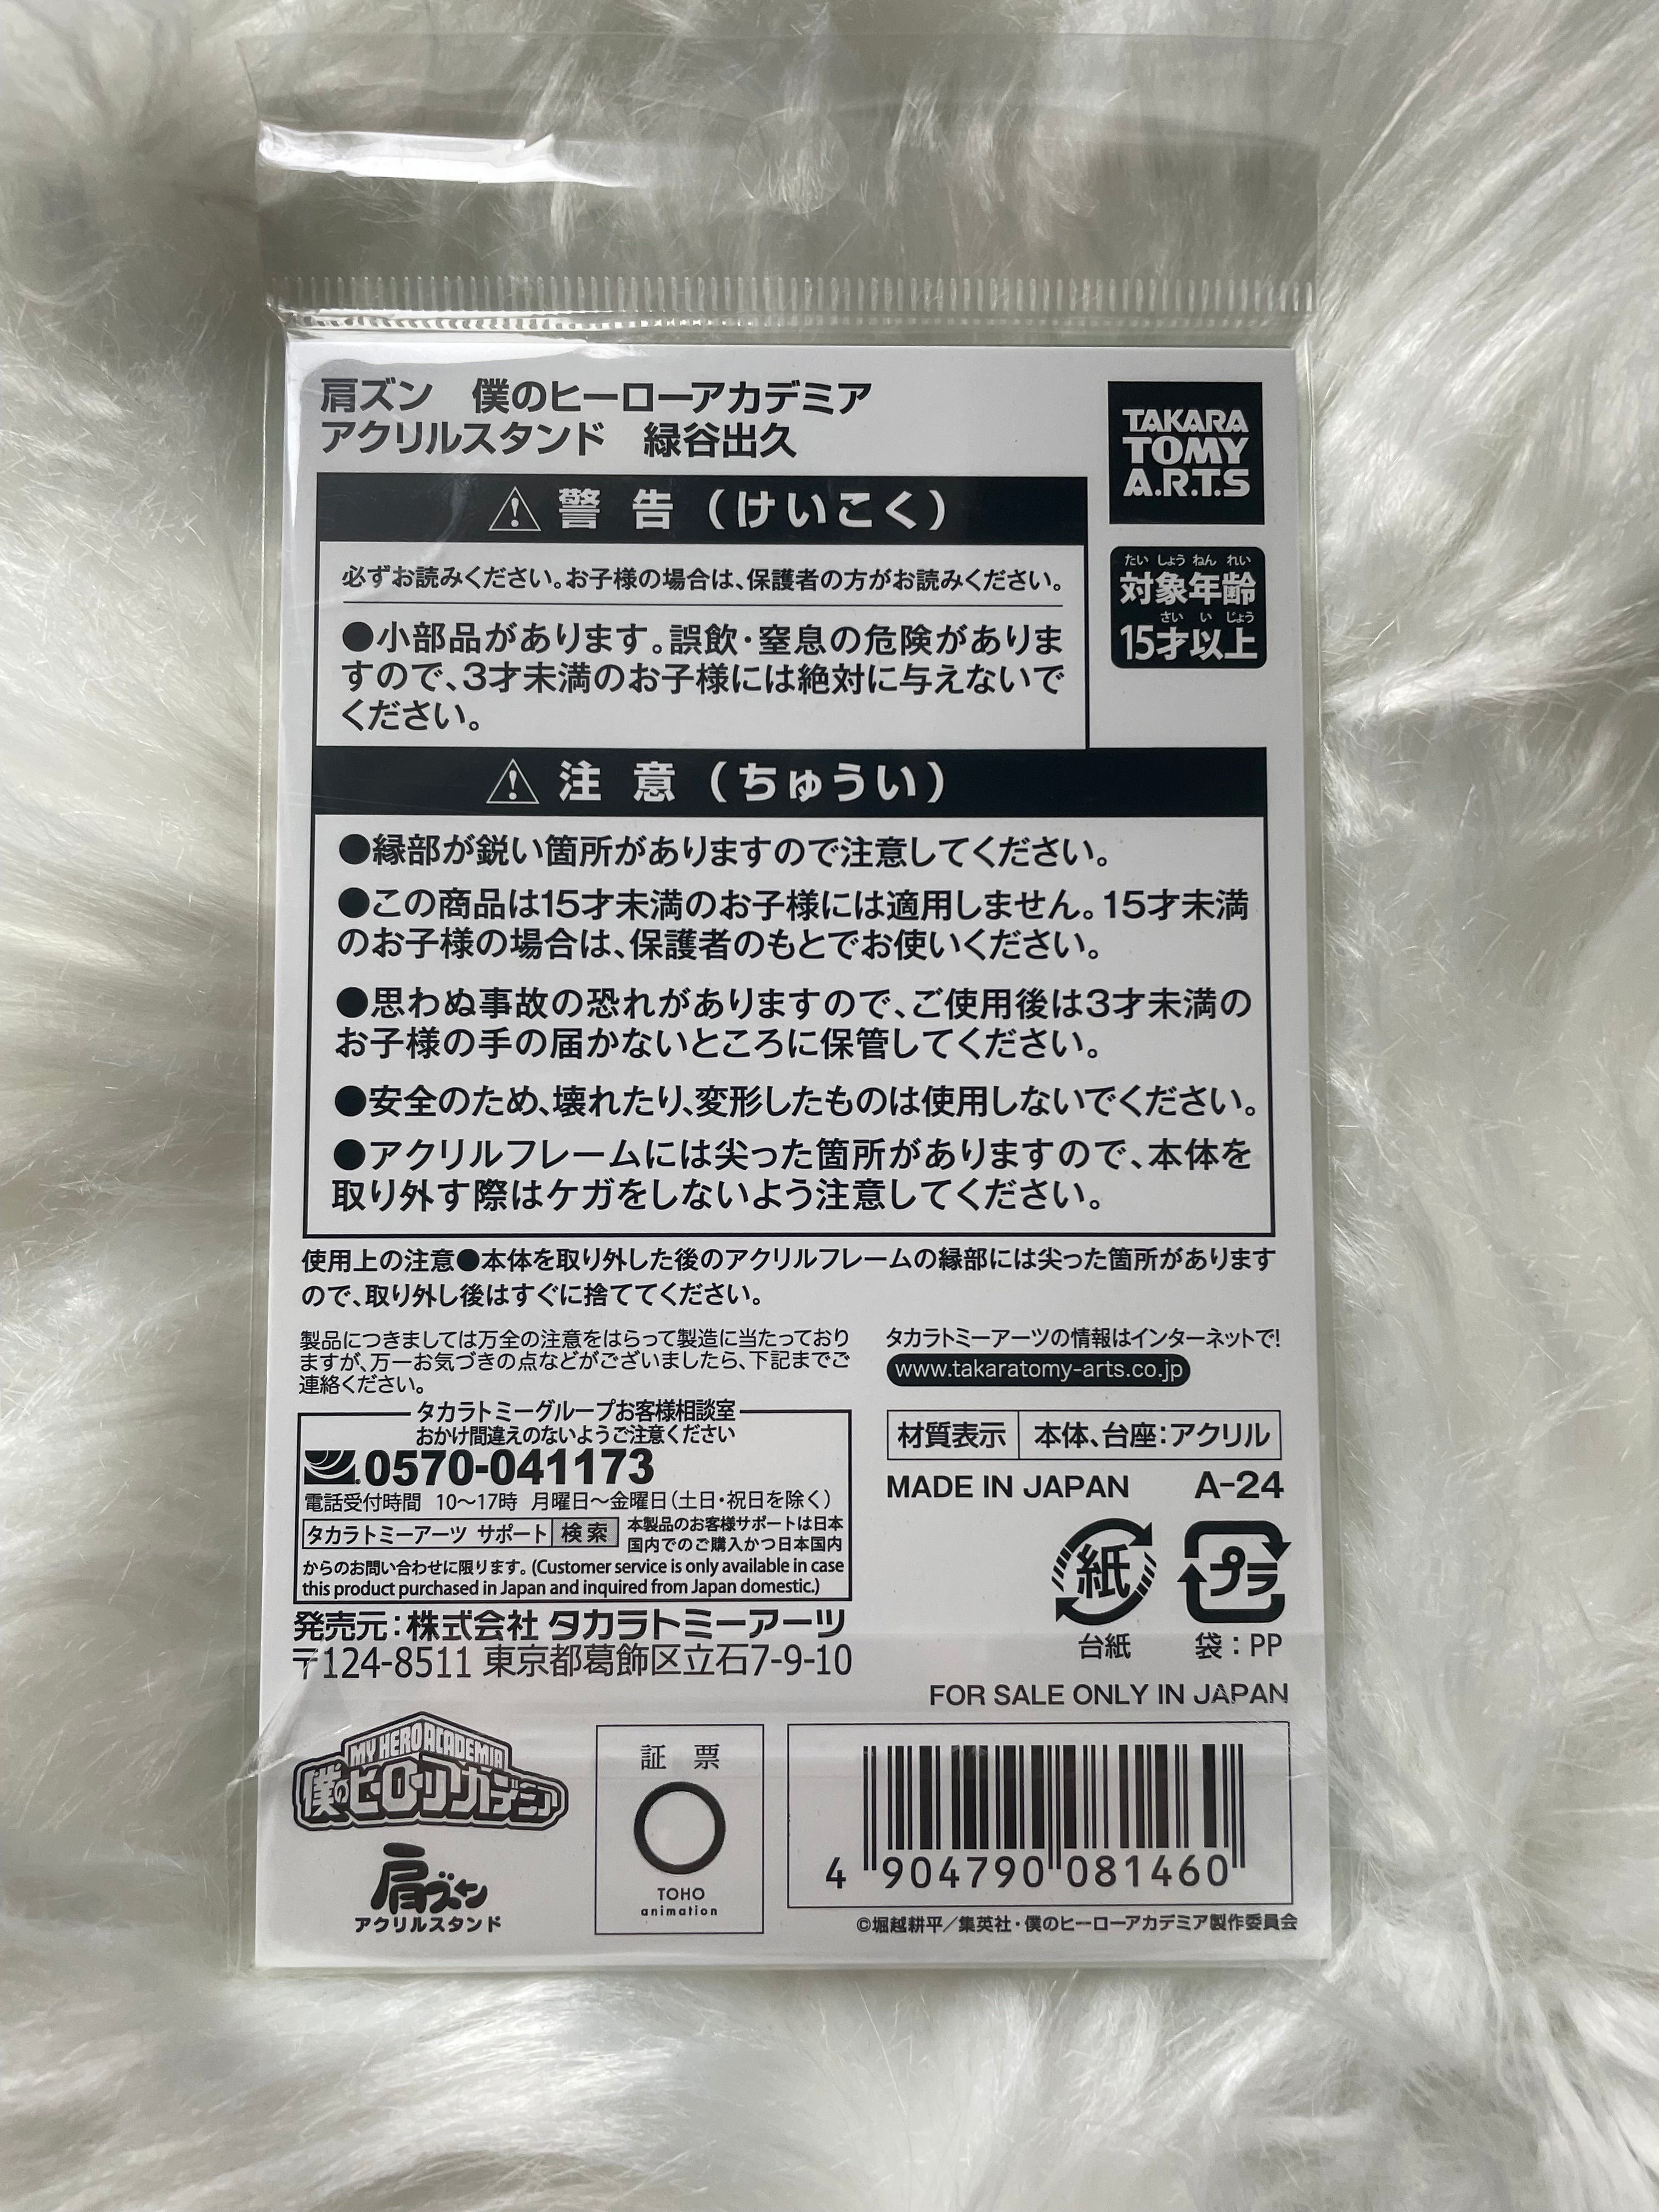 肩ズン 僕のヒーローアカデミア
アクリルスタンド 緑谷出久
TAKARA
TOMY
A.R.T.S
たい しょう ねん れい
対象年齢
さい い じょう
15才以上
警 告 (けいこく)
必ずお読みください。お子様の場合は、保護者の方がお読みください。
●小部品があります。誤飲・窒息の危険がありま
すので、3才未満のお子様には絶対に与えないで
ください。
注 意 (ちゅうい)
●縁部が鋭い箇所がありますので注意してください。
●この商品は15才未満のお子様には適用しません。15才未満
のお子様の場合は、保護者のもとでお使いください。
●思わぬ事故の恐れがありますので、ご使用後は3才未満の
お子様の手の届かないところに保管してください。
●安全のため、壊れたり、変形したものは使用しないでください。
●アクリルフレームには尖った箇所がありますので、本体を
取り外す際はケガをしないよう注意してください。
使用上の注意●本体を取り外した後のアクリルフレームの縁部には尖った箇所があります
ので、取り外し後はすぐに捨ててください。
製品につきましては万全の注意をはらって製造に当たっており
ますが、万一お気づきの点などがございましたら、下記までご
連絡ください。
タカラトミーグループお客様相談室
おかけ間違えのないようご注意ください
0570-041173
電話受付時間 10〜17時 月曜日〜金曜日(土日・祝日を除く)
タカラトミーアーツ サポート 検索
本製品のお客様サポートは日本
国内でのご購入かつ日本国内
からのお問い合わせに限ります。(Customer service is only available in case
this product purchased in Japan and inquired from Japan domestic.)
発売元:株式会社 タカラトミーアーツ
〒124-8511 東京都葛飾区立石7-9-10
タカラトミーアーツの情報はインターネットで!
www.takaratomy-arts.co.jp
材質表示 本体、台座:アクリル
MADE IN JAPAN A-24
紙
プラ
台紙 袋:PP
FOR SALE ONLY IN JAPAN
MY HERO ACADEMIA
僕のヒーローアカデミア
肩ズン
アクリルスタンド
証 票
TOHO
animation
4 904790 081460
©堀越耕平/集英社・僕のヒーローアカデミア製作委員会